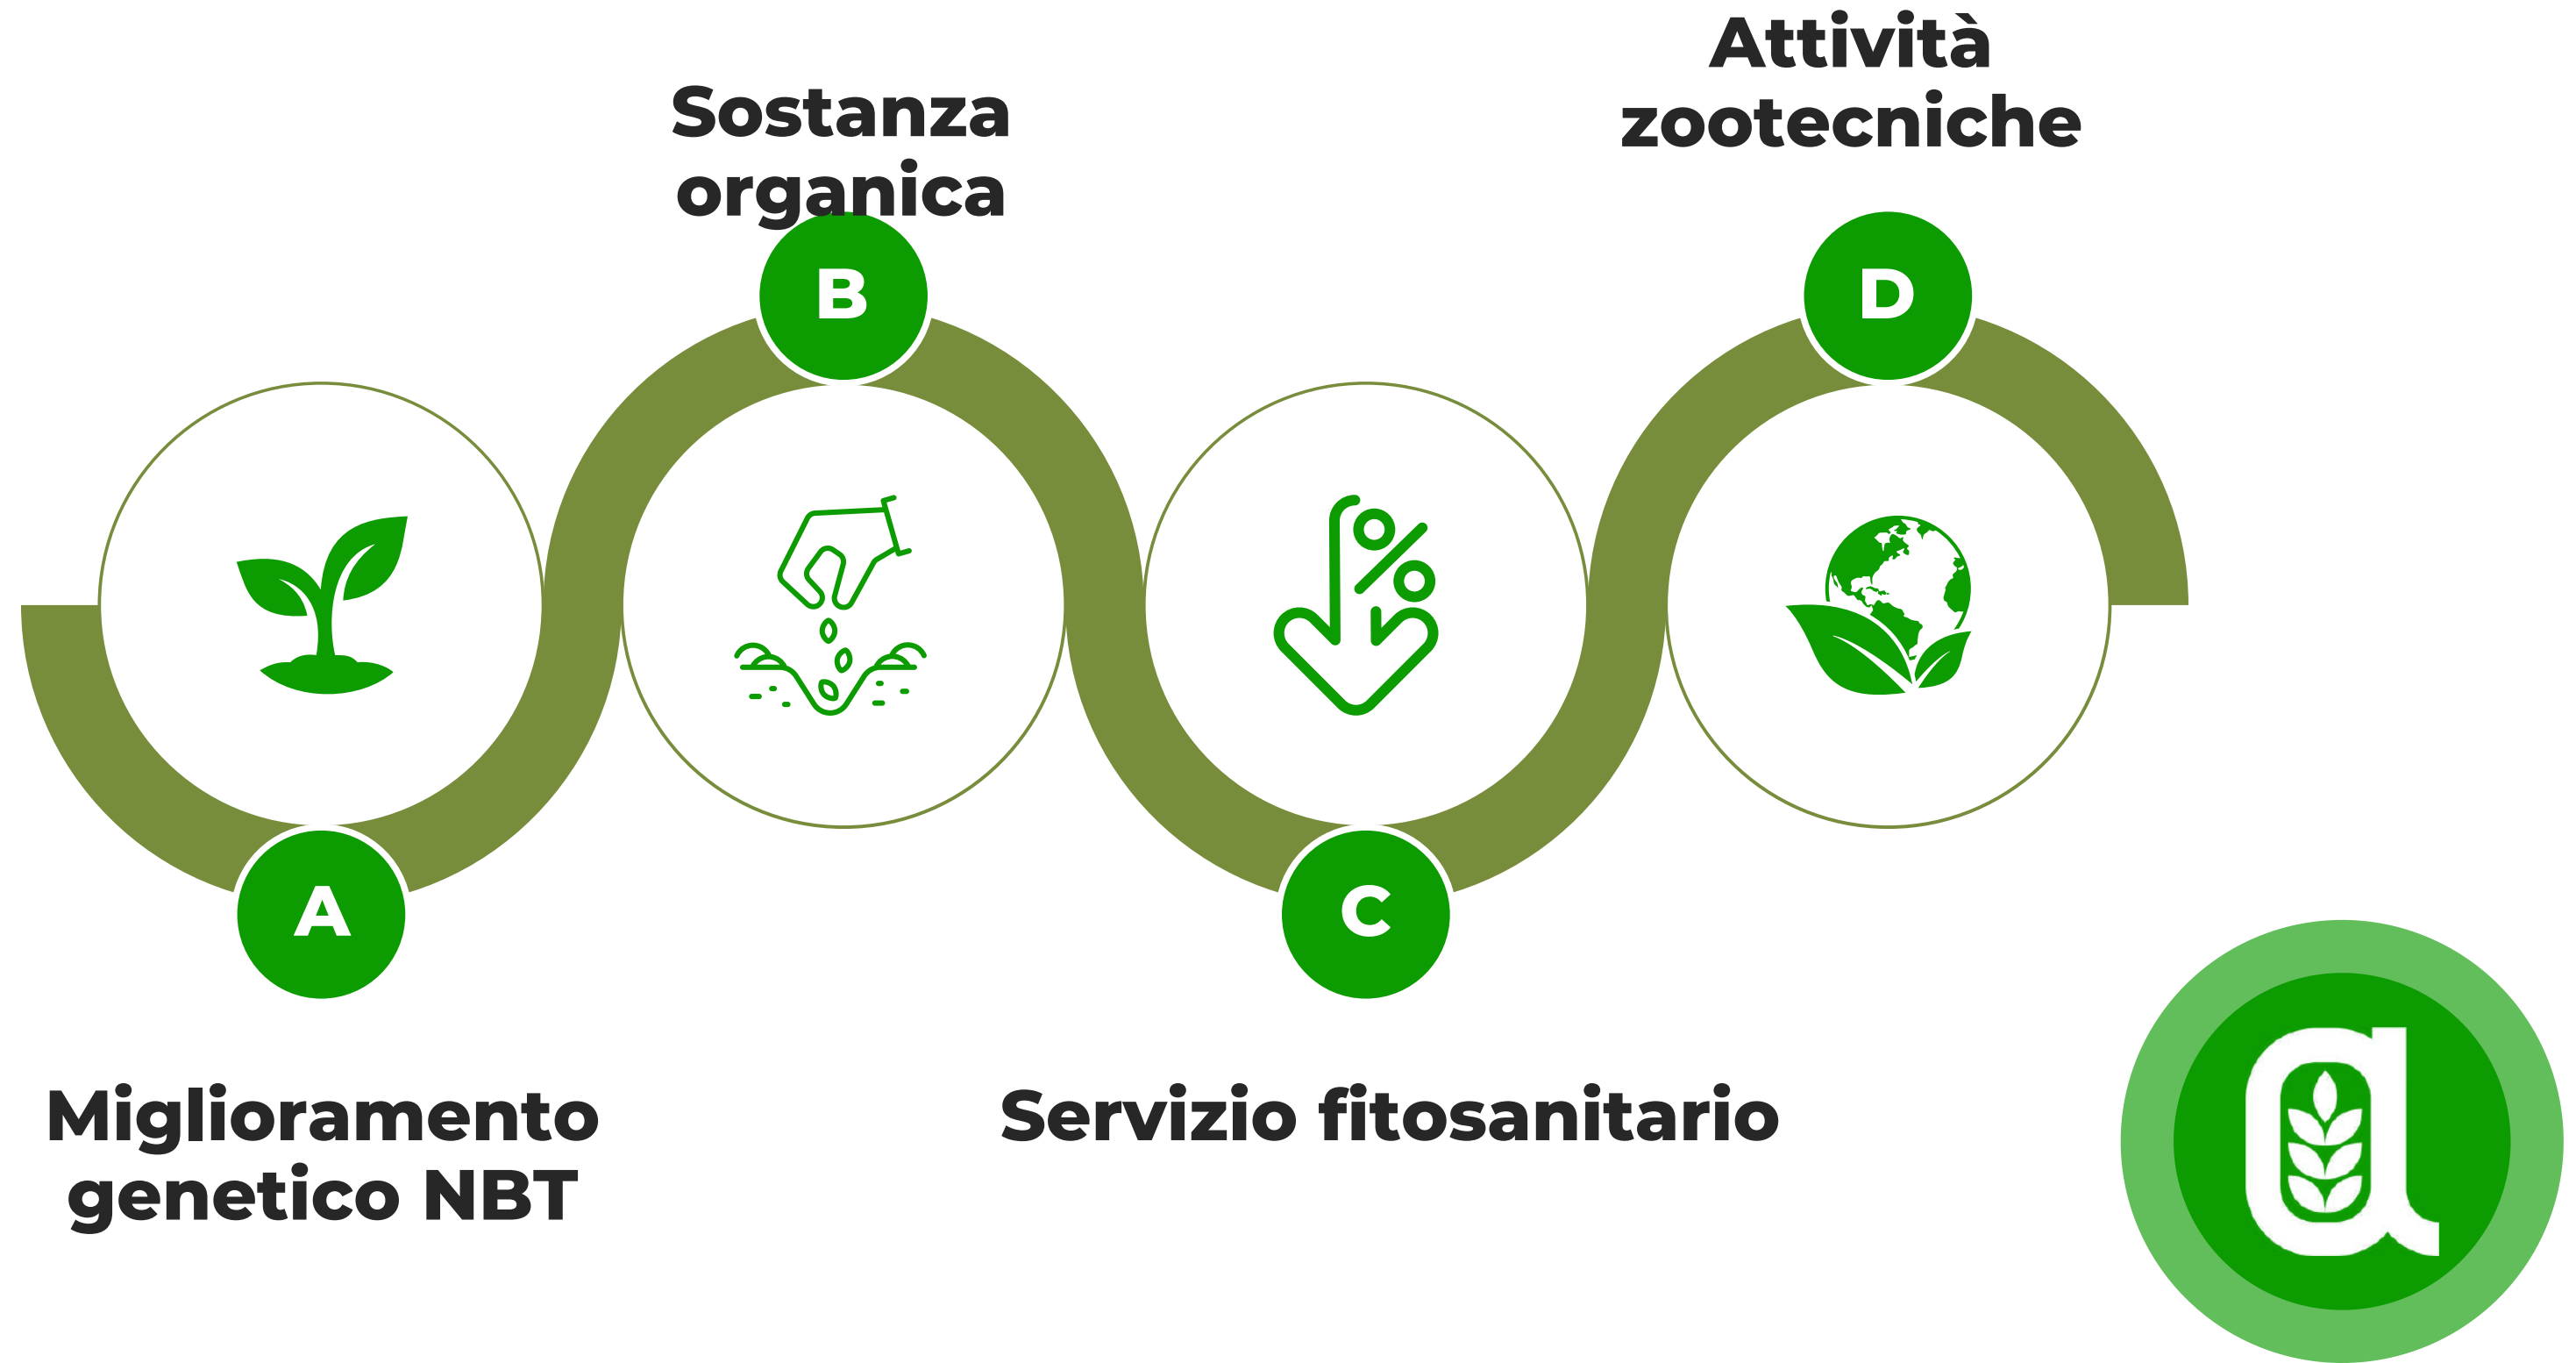 Attività
zootecniche
Sostanza
organica
B
D
%
A
C
Miglioramento
genetico NBT
Servizio fitosanitario
a